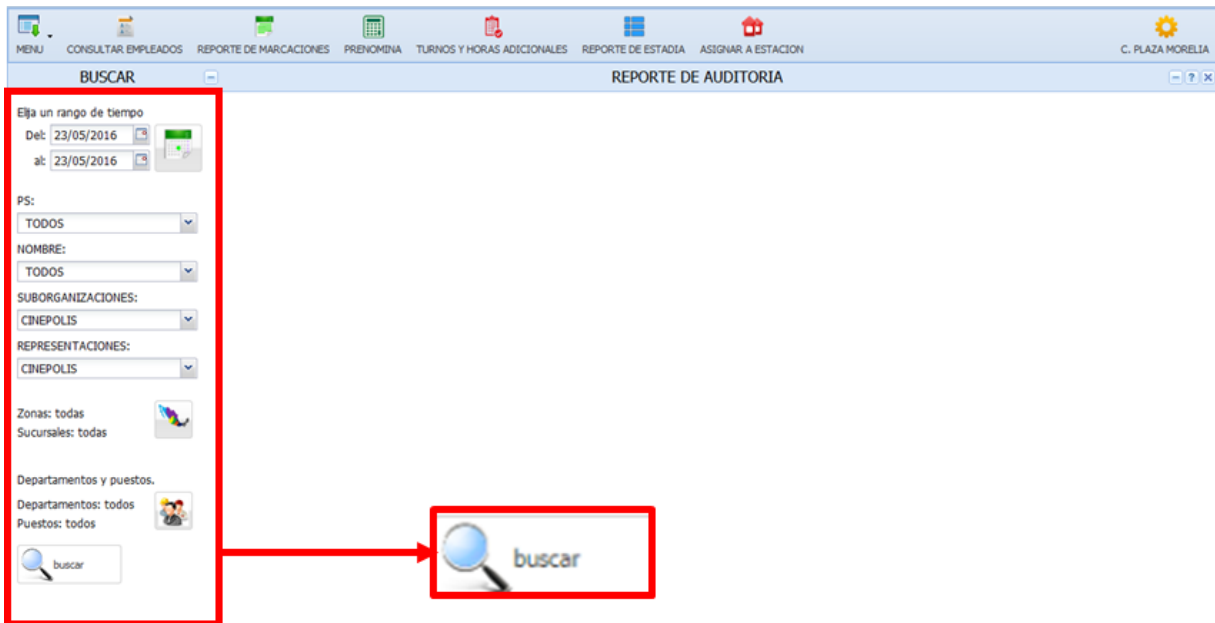 MENU CONSULTAR EMPLEADOS REPORTE DE MARCACIONES PRENOMINA TURNOS Y HORAS ADICIONALES REPORTE DE ESTADIA ASIGNAR A ESTACION C. PLAZA MORELIA
BUSCAR REPORTE DE AUDITORIA
Elija un rango de tiempo
Del: 23/05/2016
al: 23/05/2016
PS:
TODOS
NOMBRE:
TODOS
SUBORGANIZACIONES:
CINEPOLIS
REPRESENTACIONES:
CINEPOLIS
Zonas: todas
Sucursales: todas
Departamentos y puestos.
Departamentos: todos
Puestos: todos
buscar
buscar